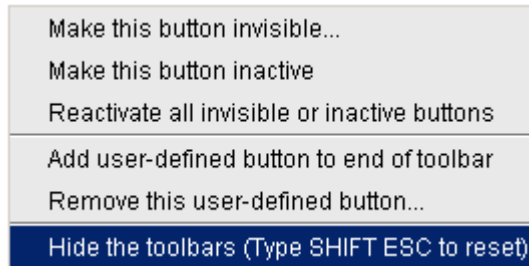 Make this button invisible...
Make this button inactive
Reactivate all invisible or inactive buttons
Add user-defined button to end of toolbar
Remove this user-defined button...
Hide the toolbars (Type SHIFT ESC to reset)